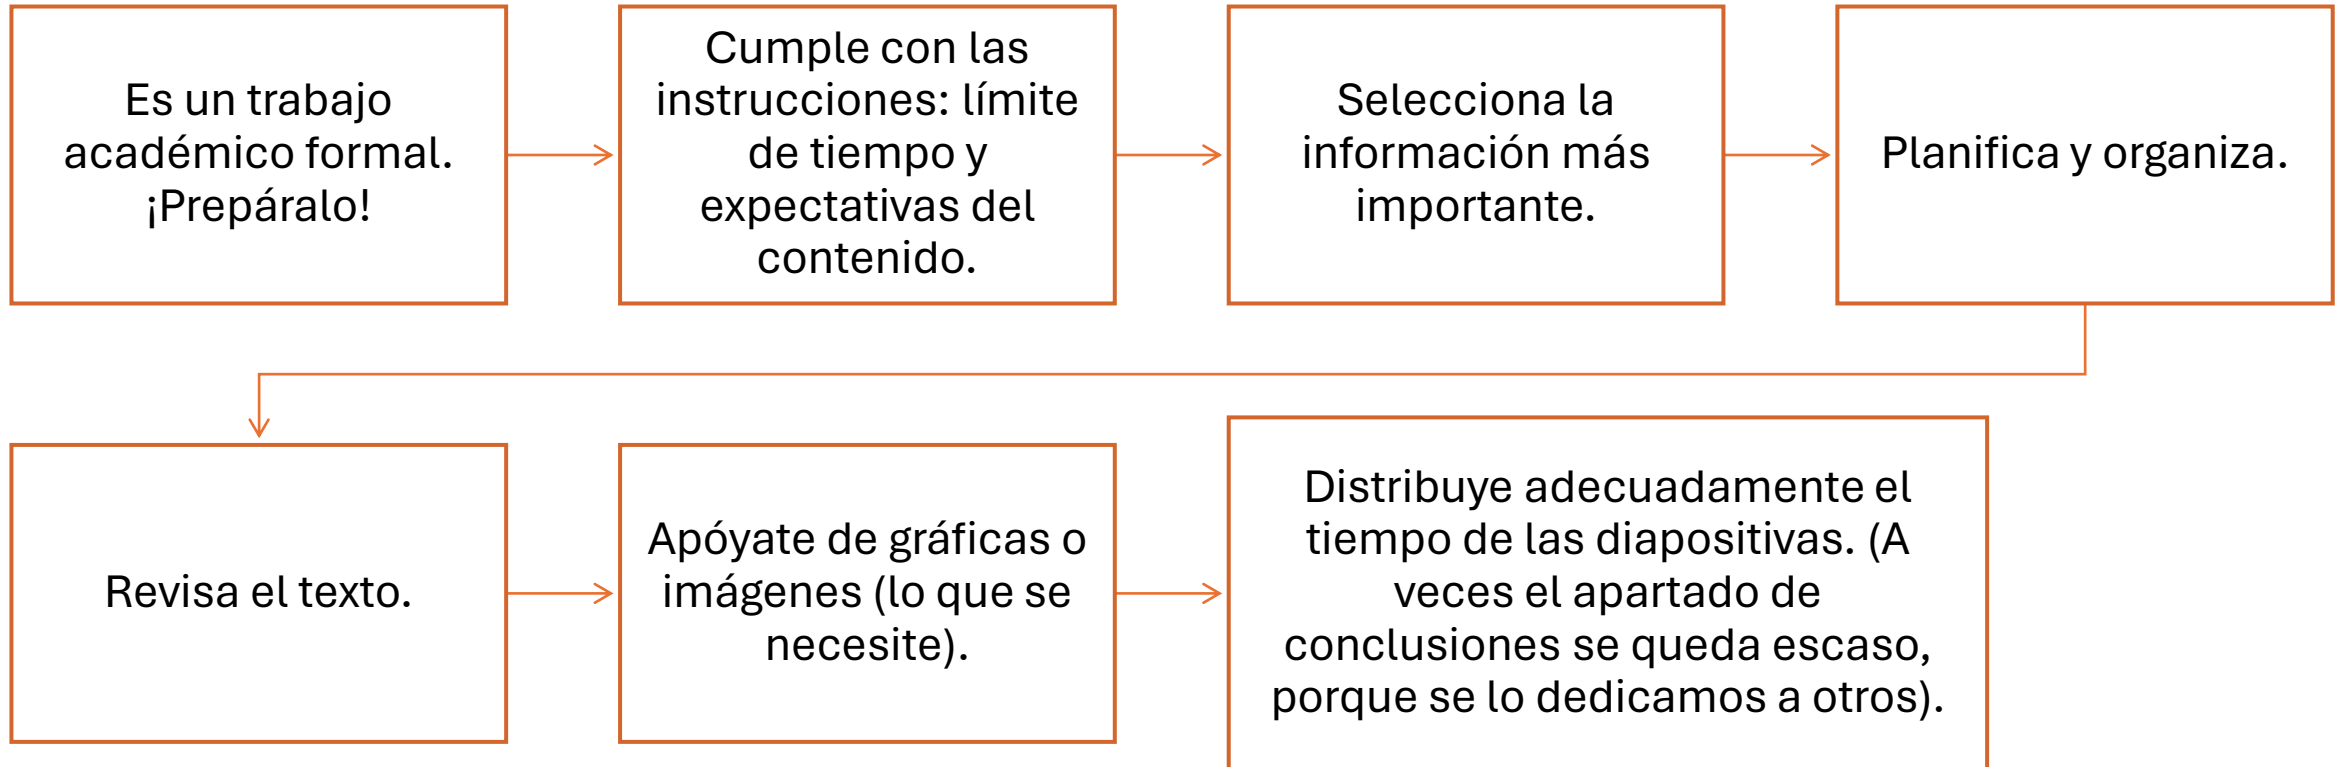 Es un trabajo
académico formal.
¡Prepáralo!
Cumple con las
instrucciones: límite
de tiempo y
expectativas del
contenido.
Selecciona la
información más
importante.
Planifica y organiza.
Revisa el texto.
Apóyate de gráficas o
imágenes (lo que se
necesite).
Distribuye adecuadamente el
tiempo de las diapositivas. (A
veces el apartado de
conclusiones se queda escaso,
porque se lo dedicamos a otros).